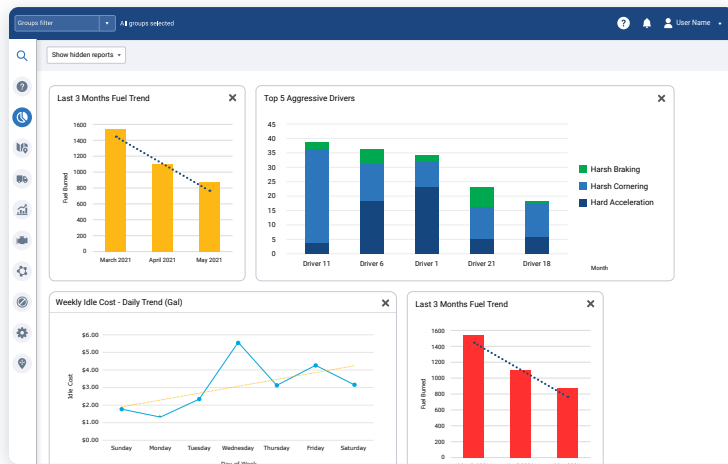 Groups filter
All groups selected
? User Name
Show hidden reports
Last 3 Months Fuel Trend
Fuel Burned
1600
1400
1200
1000
800
600
400
200
0
March 2021 April 2021 May 2021
Top 5 Aggressive Drivers
45
40
35
30
25
20
15
10
5
0
Driver 11 Driver 6 Driver 1 Driver 21 Driver 18
Harsh Braking
Harsh Cornering
Hard Acceleration
Month
Weekly Idle Cost - Daily Trend (Gal)
Idle Cost
$6.00
$5.00
$4.00
$3.00
$2.00
$1.00
$0.00
Sunday Monday Tuesday Wednesday Thursday Friday Saturday
Day of Week
Last 3 Months Fuel Trend
Fuel Burned
1600
1400
1200
1000
800
600
400
200
0